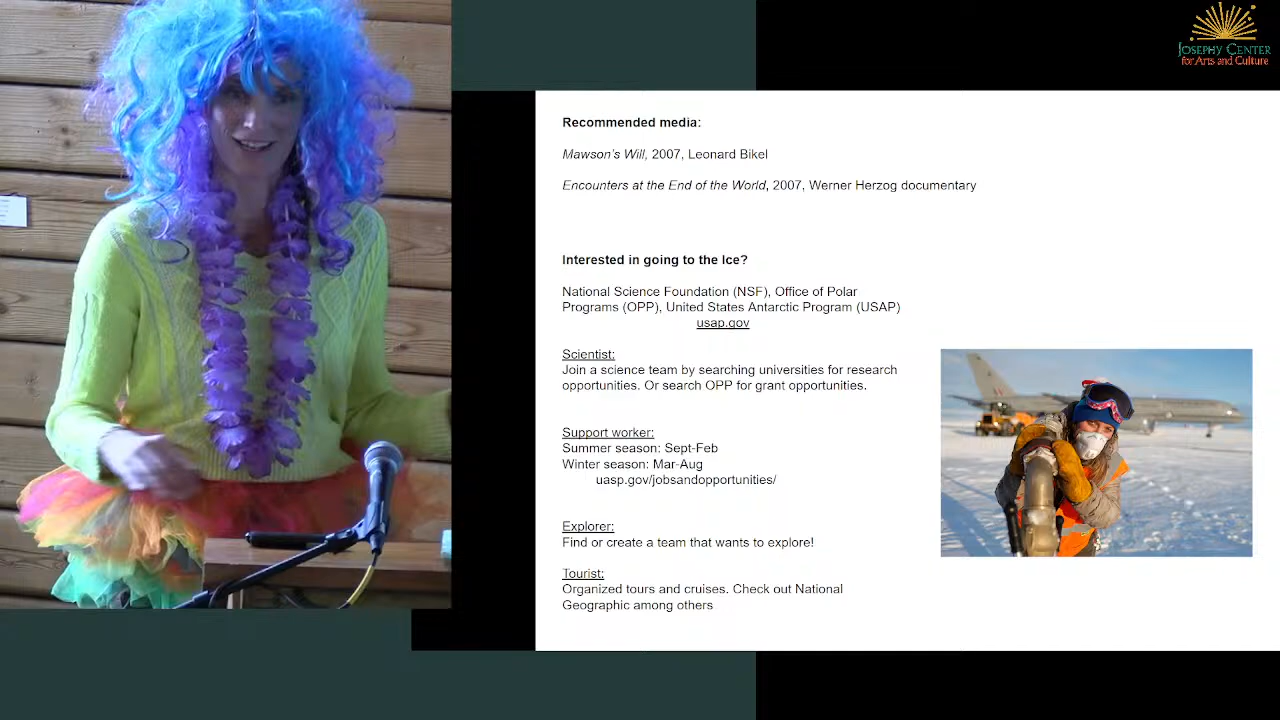 JOSEPHY CENTER
for Arts and Culture
Recommended media:
Mawson's Will, 2007, Leonard Bikel
Encounters at the End of the World, 2007, Werner Herzog documentary
Interested in going to the Ice?
National Science Foundation (NSF), Office of Polar
Programs (OPP), United States Antarctic Program (USAP)
usap.gov
Scientist:
Join a science team by searching universities for research
opportunities. Or search OPP for grant opportunities.
Support worker:
Summer season: Sept-Feb
Winter season: Mar-Aug
uasp.gov/jobsandopportunities/
Explorer:
Find or create a team that wants to explore!
Tourist:
Organized tours and cruises. Check out National
Geographic among others